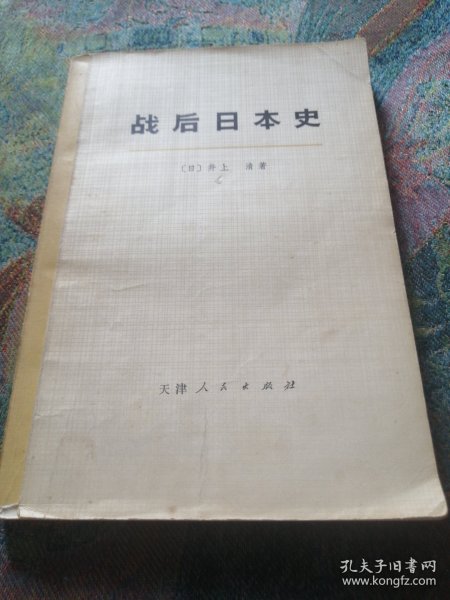 战后日本史
〔日〕井上 清著
天津人民出版社
孔夫子旧书网
www.kongfz.com